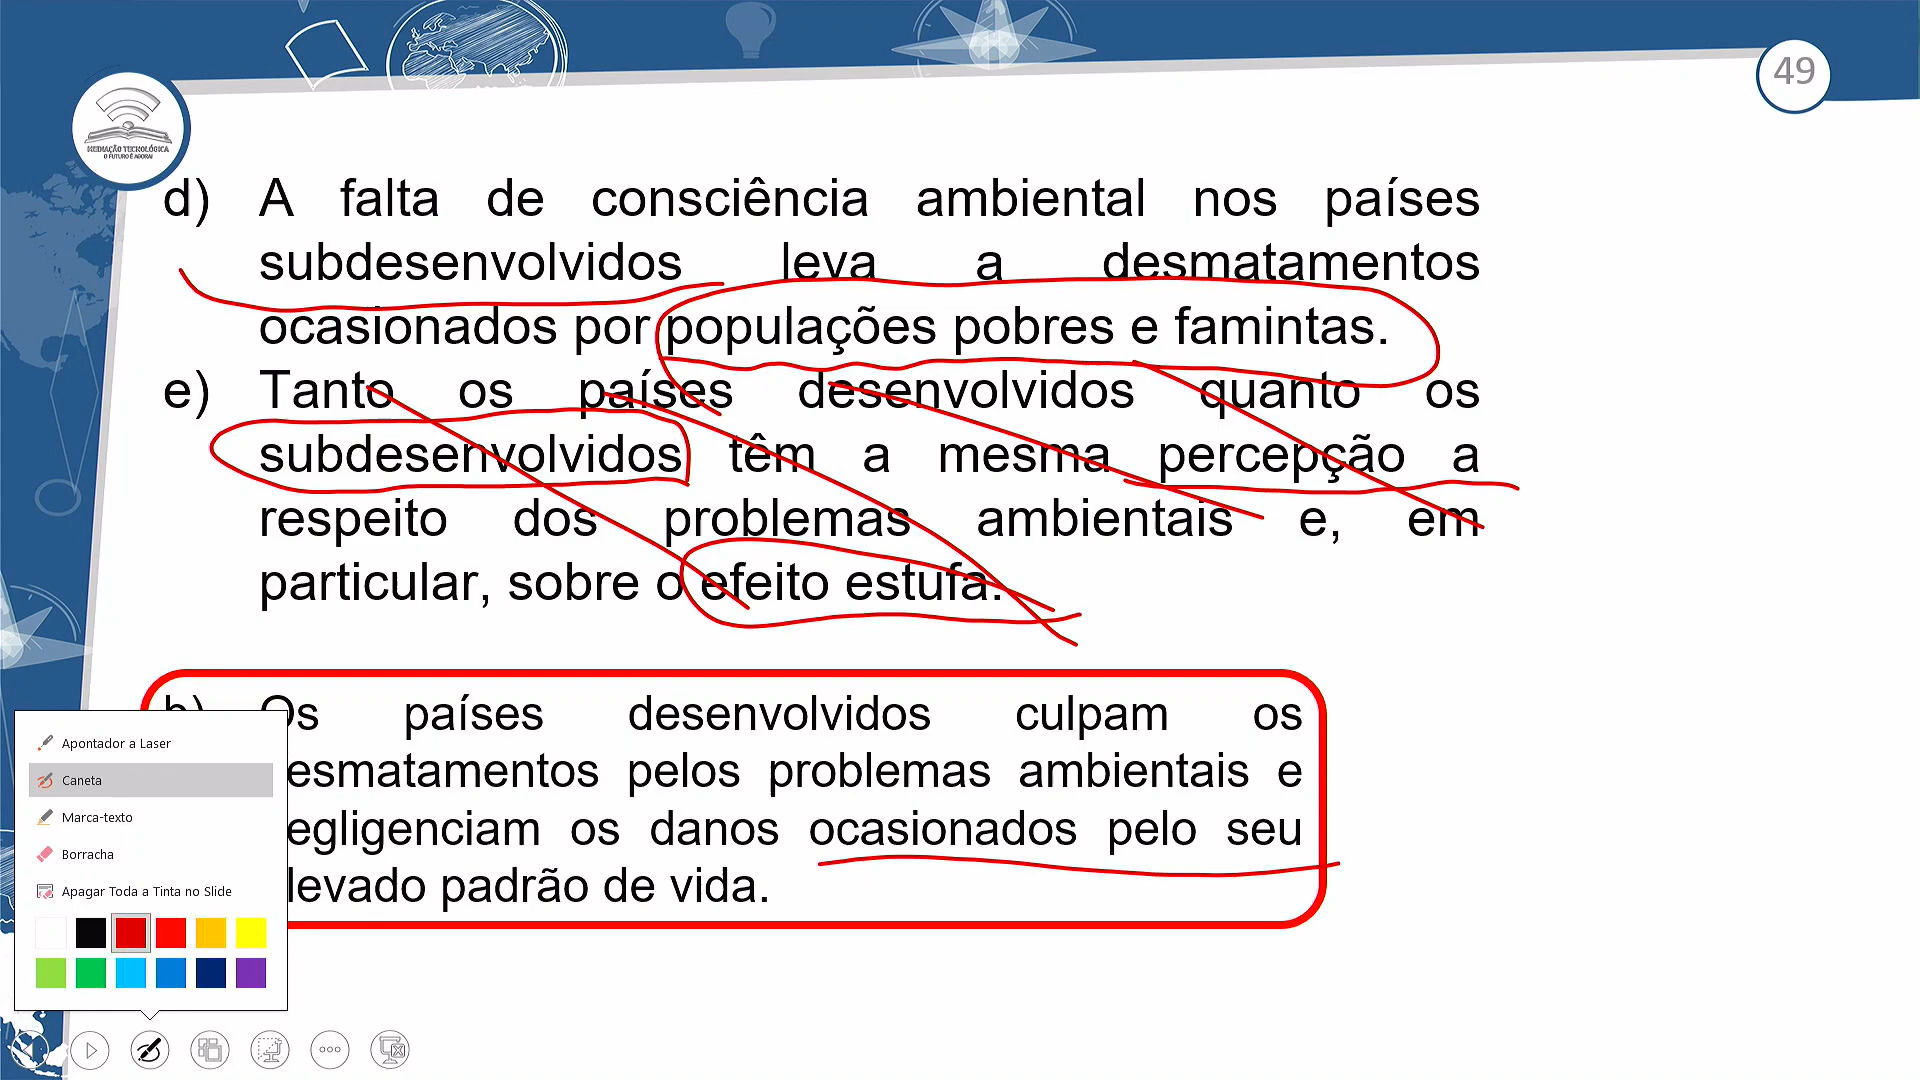 49
MEDIAÇÃO TECNOLÓGICA
O FUTURO É AGORA!
d) A falta de consciência ambiental nos países
subdesenvolvidos leva a desmatamentos
ocasionados por populações pobres e famintas.
e) Tanto os países desenvolvidos quanto os
subdesenvolvidos têm a mesma percepção a
respeito dos problemas ambientais e, em
particular, sobre o efeito estufa.
b) Os países desenvolvidos culpam os
esmatamentos pelos problemas ambientais e
egligenciam os danos ocasionados pelo seu
levado padrão de vida.
Apontador a Laser
Caneta
Marca-texto
Borracha
Apagar Toda a Tinta no Slide